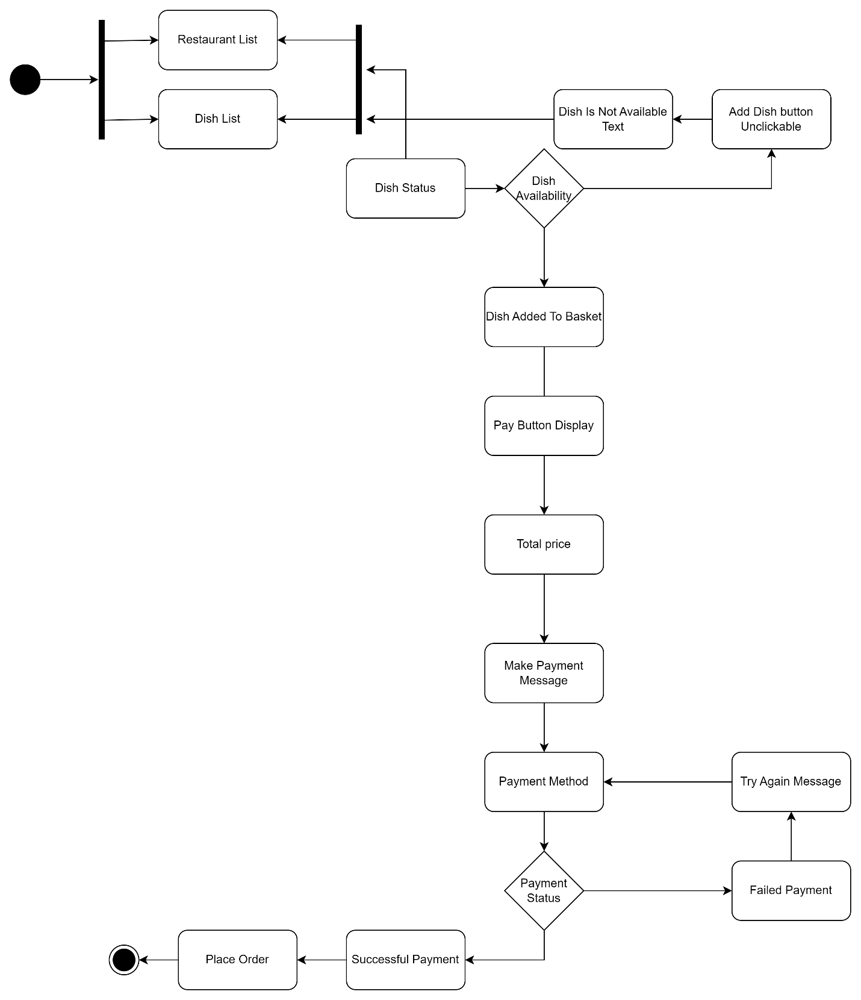 Restaurant List
Dish List
Dish Is Not Available
Text
Add Dish button
Unclickable
Dish Status
Dish
Availability
Dish Added To Basket
Pay Button Display
Total price
Make Payment
Message
Payment Method
Try Again Message
Payment
Status
Failed Payment
Place Order
Successful Payment